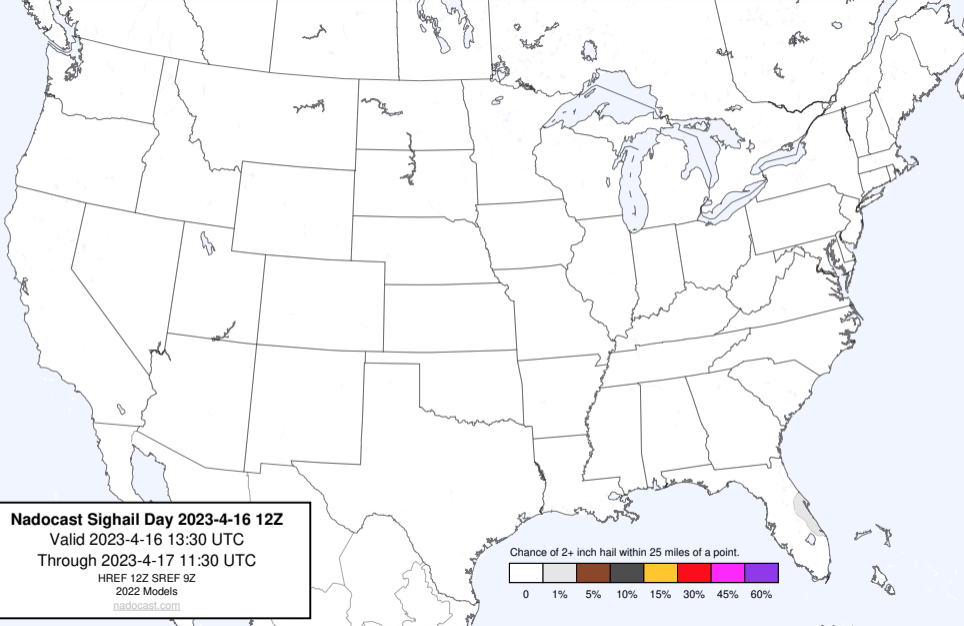 Nadocast Sighail Day 2023-4-16 12Z
Valid 2023-4-16 13:30 UTC
Through 2023-4-17 11:30 UTC
HREF 12Z SREF 9Z
2022 Models
nadocast.com
Chance of 2+ inch hail within 25 miles of a point.
0 1% 5% 10% 15% 30% 45% 60%